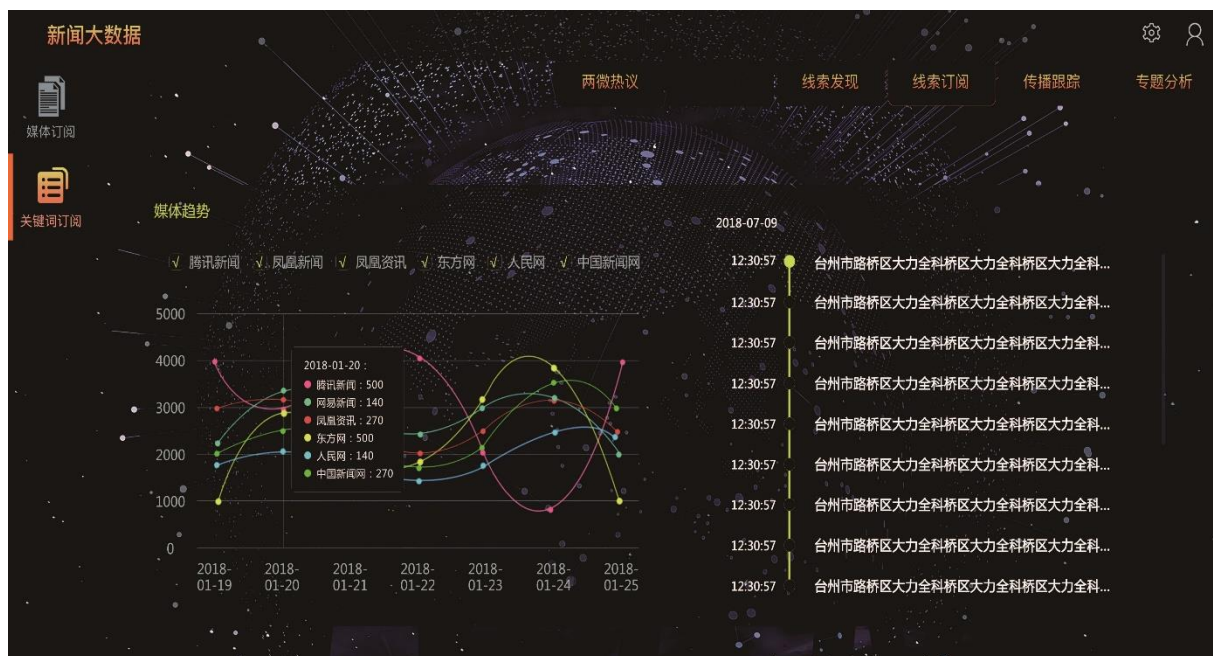 新闻大数据
两微热议 线索发现 线索订阅 传播跟踪 专题分析
媒体订阅
关键词订阅
媒体趋势
√ 腾讯新闻 √ 凤凰新闻 √ 凤凰资讯 √ 东方网 √ 人民网 √ 中国新闻网
5000
4000
3000
2000
1000
0
2018-01-20：
腾讯新闻：500
网易新闻：140
凤凰资讯：270
东方网：500
人民网：140
中国新闻网：270
2018- 2018- 2018- 2018- 2018- 2018- 2018-
01-19 01-20 01-21 01-22 01-23 01-24 01-25
2018-07-09
12:30:57 台州市路桥区大力全科桥区大力全科桥区大力全科...
12:30:57 台州市路桥区大力全科桥区大力全科桥区大力全科...
12:30:57 台州市路桥区大力全科桥区大力全科桥区大力全科...
12:30:57 台州市路桥区大力全科桥区大力全科桥区大力全科...
12:30:57 台州市路桥区大力全科桥区大力全科桥区大力全科...
12:30:57 台州市路桥区大力全科桥区大力全科桥区大力全科...
12:30:57 台州市路桥区大力全科桥区大力全科桥区大力全科...
12:30:57 台州市路桥区大力全科桥区大力全科桥区大力全科...
12:30:57 台州市路桥区大力全科桥区大力全科桥区大力全科...